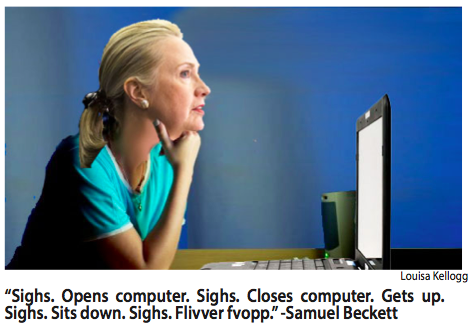 Louisa Kellogg
“Sighs. Opens computer. Sighs. Closes computer. Gets up.
Sighs. Sits down. Sighs. Flivver fvopp.” -Samuel Beckett